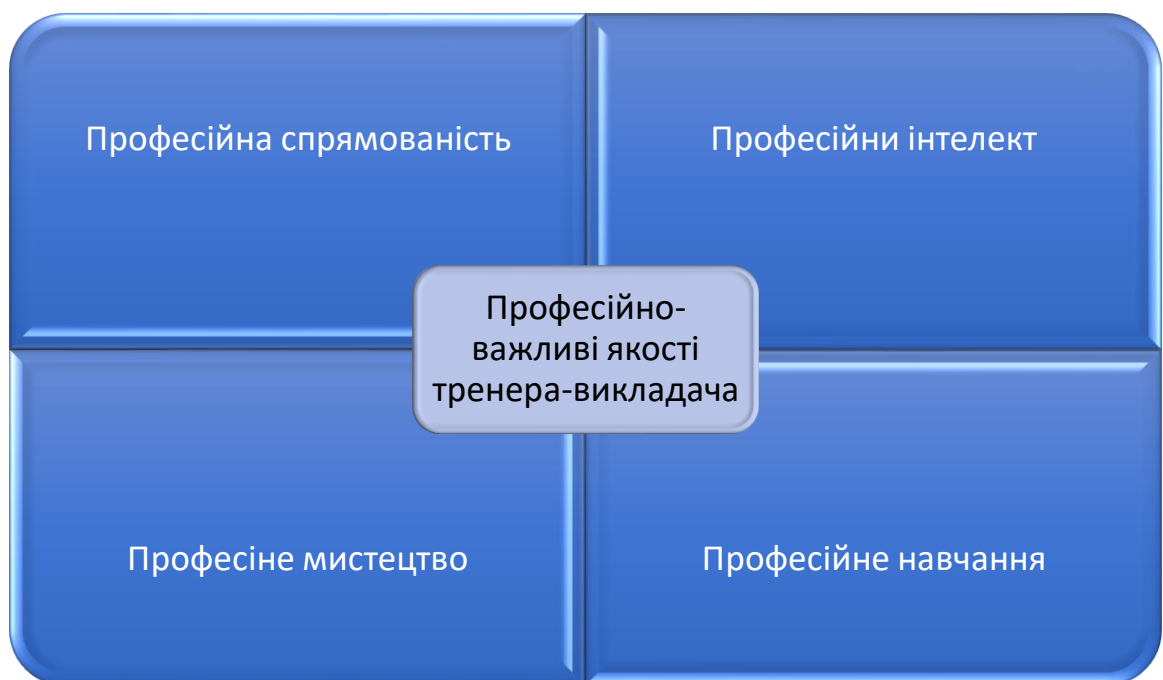 Професійна спрямованість
Професійни інтелект
Професійно-
важливі якості
тренера-викладача
Професіне мистецтво
Професійне навчання